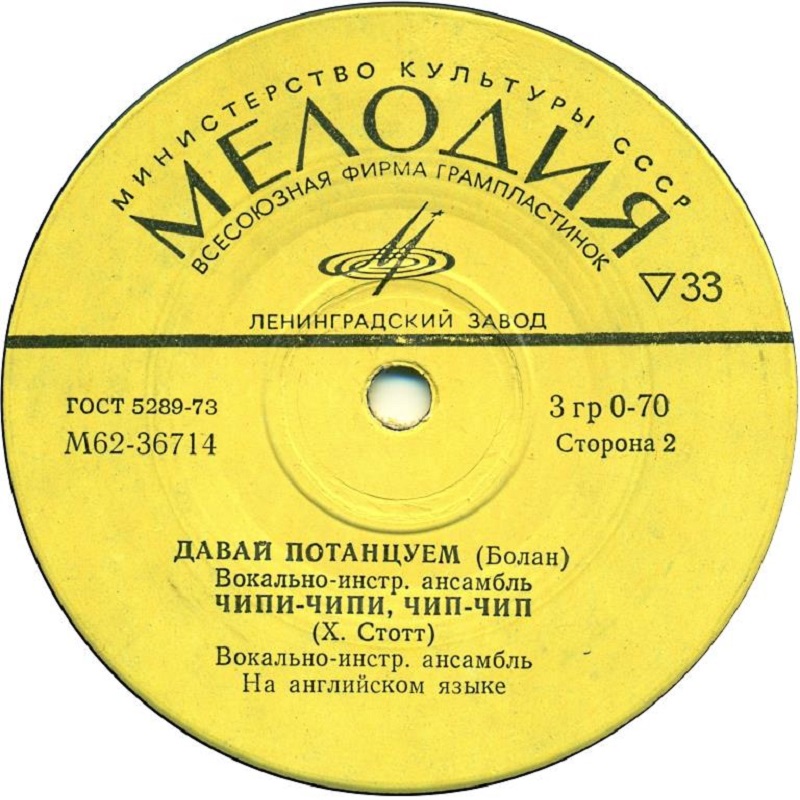 МИНИСТЕРСТВО КУЛЬТУРЫ СССР
МЕЛОДИЯ
ВСЕСОЮЗНАЯ ФИРМА ГРАМПЛАСТИНОК
▽33
ЛЕНИНГРАДСКИЙ ЗАВОД
ГОСТ 5289-73
3 гр 0-70
М62-36714
Сторона 2
ДАВАЙ ПОТАНЦУЕМ (Болан)
Вокально-инстр. ансамбль
ЧИПИ-ЧИПИ, ЧИП-ЧИП
(Х. Стотт)
Вокально-инстр. ансамбль
На английском языке